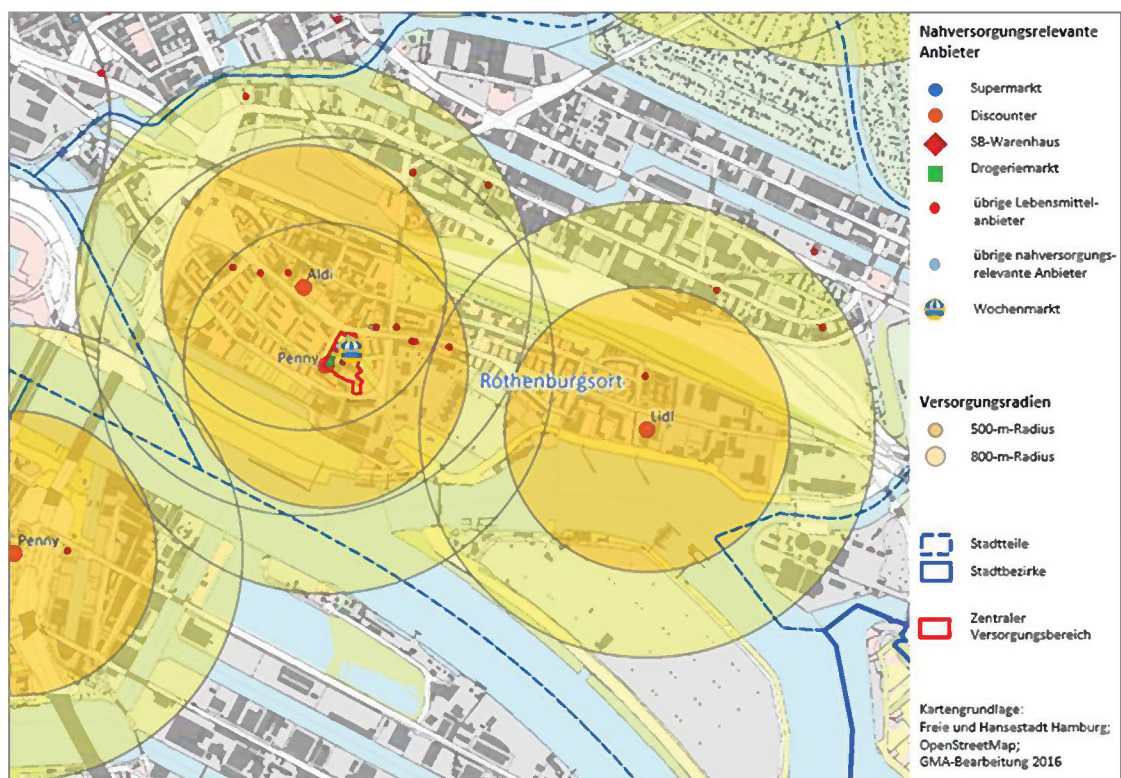 Nahversorgungsrelevante
Anbieter
Supermarkt
Discounter
SB-Warenhaus
Drogeriemarkt
übrige Lebensmittel-
anbieter
übrige nahversorgungs-
relevante Anbieter
Wochenmarkt
Versorgungsradien
500-m-Radius
800-m-Radius
Stadtteile
Stadtbezirke
Zentraler
Versorgungsbereich
Kartengrundlage:
Freie und Hansestadt Hamburg;
OpenStreetMap;
GMA-Bearbeitung 2016
Aldi
Penny
Rothenburgsort
Lidl
Penny